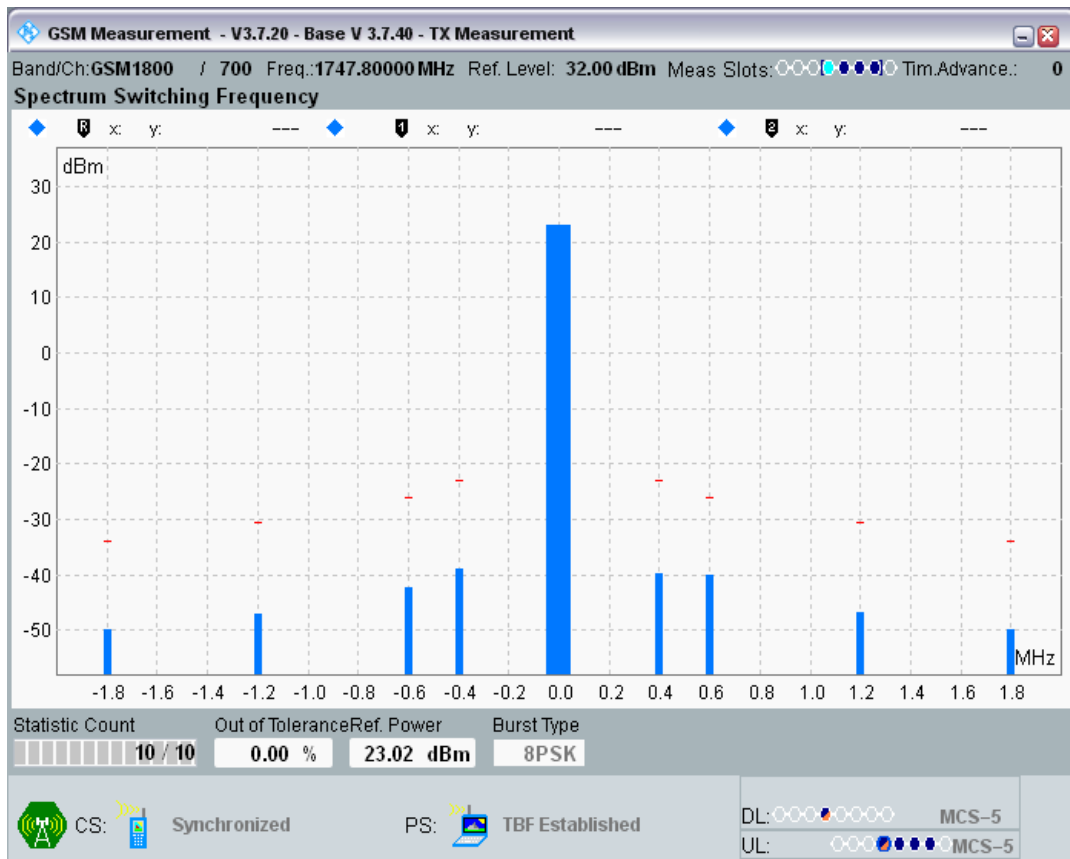 GSM Measurement - V3.7.20 - Base V 3.7.40 - TX Measurement
Band/Ch:GSM1800 / 700 Freq.:1747.80000 MHz Ref. Level: 32.00 dBm Meas Slots: Tim.Advance.: 0
Spectrum Switching Frequency
R x: y: --- 1 x: y: --- 2 x: y: ---
dBm
30
20
10
0
-10
-20
-30
-40
-50
MHz
-1.8 -1.6 -1.4 -1.2 -1.0 -0.8 -0.6 -0.4 -0.2 0.0 0.2 0.4 0.6 0.8 1.0 1.2 1.4 1.6 1.8
Statistic Count Out of Tolerance Ref. Power Burst Type
10 / 10 0.00 % 23.02 dBm 8PSK
CS: Synchronized PS: TBF Established
DL: MCS-5
UL: MCS-5